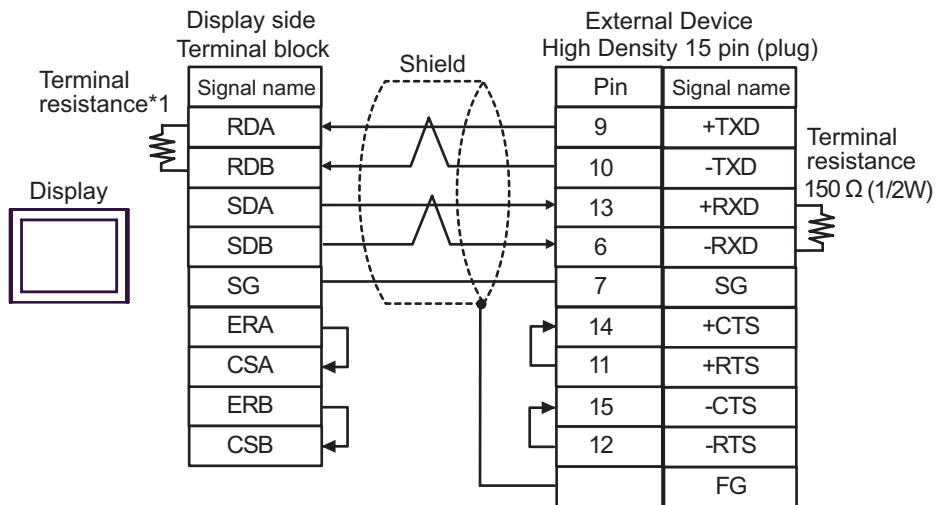 Display side
Terminal block
External Device
High Density 15 pin (plug)
Shield
Terminal
resistance*1
Signal name
Pin Signal name
RDA 9 +TXD
RDB 10 -TXD
SDA 13 +RXD
SDB 6 -RXD
SG 7 SG
ERA 14 +CTS
CSA 11 +RTS
ERB 15 -CTS
CSB 12 -RTS
FG
Terminal
resistance
150 Ω (1/2W)
Display